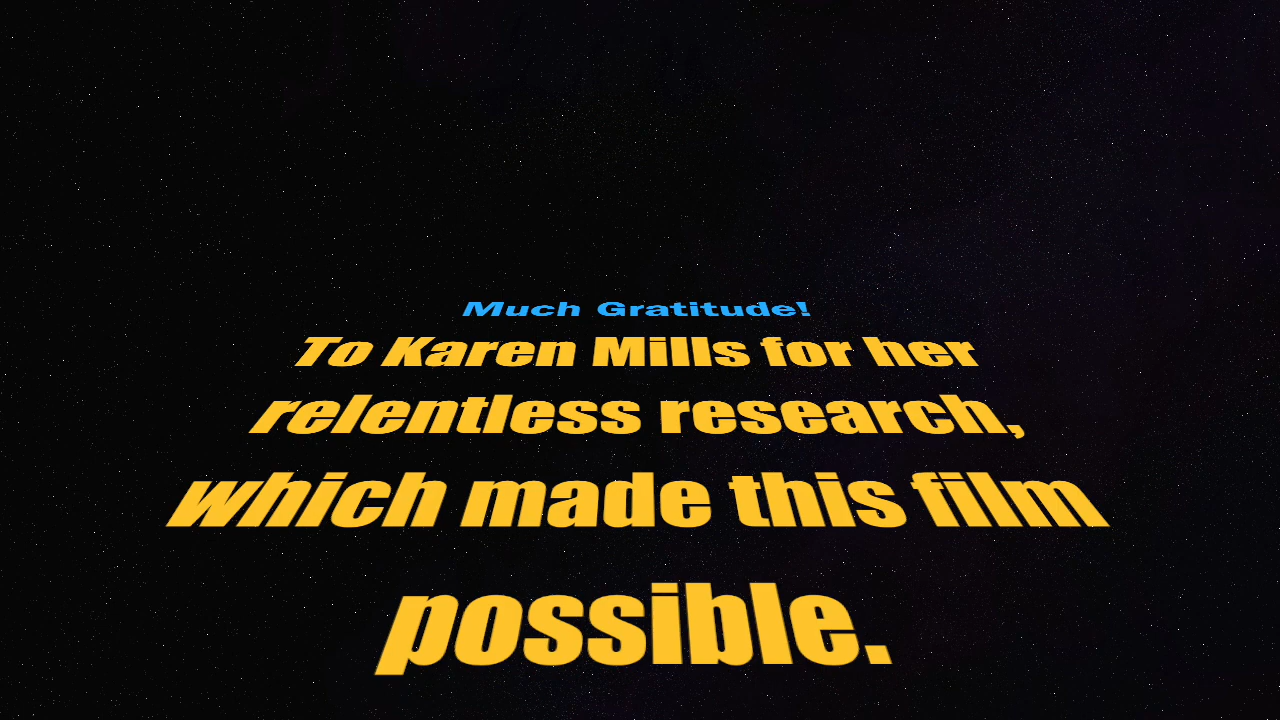 Much Gratitude!
To Karen Mills for her
relentless research,
which made this film
possible.